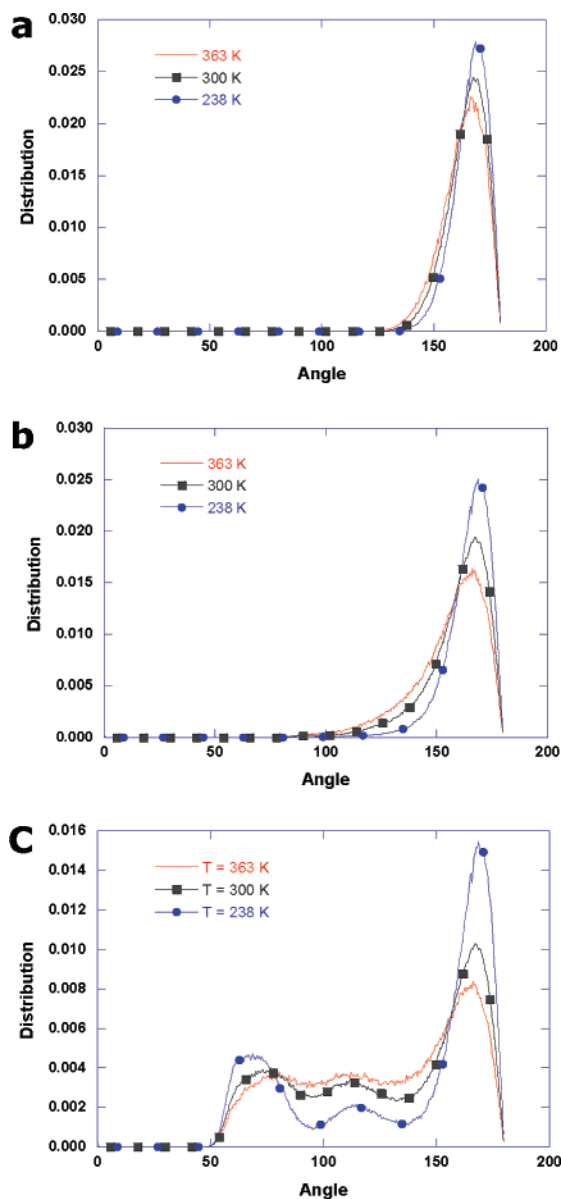 a
0.030
0.025
0.020
0.015
0.010
0.005
0.000
Distribution
363 K
300 K
238 K
0 50 100 150 200
Angle
b
0.030
0.025
0.020
0.015
0.010
0.005
0.000
Distribution
363 K
300 K
238 K
0 50 100 150 200
Angle
C
0.016
0.014
0.012
0.010
0.008
0.006
0.004
0.002
0.000
Distribution
T = 363 K
T = 300 K
T = 238 K
0 50 100 150 200
Angle